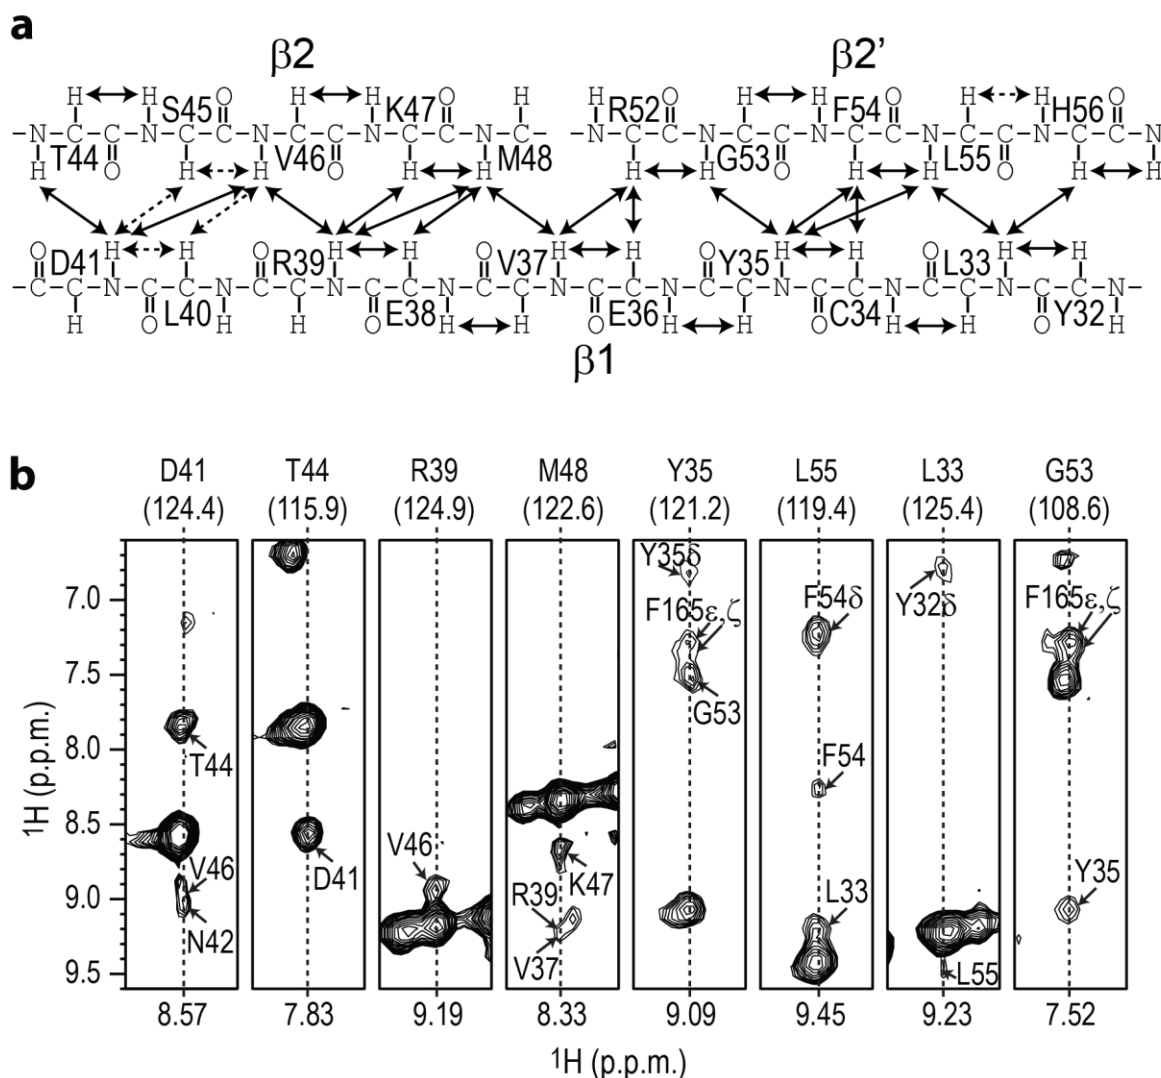 a
β2 β2'
H H O H H O H H R52 H H F54 H H H56
S45 K47 O O O
–N C C N C C N C C N C C N C – N C C N C C N C C N C C N C C N
T44 V46 M48 G53 L55
H O H H O H H H H O H H O H H
H H H H H H H H H H
O D41 O R39 O V37 O Y35 O L33
–C C N C C N C C N C C N C C N C C N C C N C C N C C N–
H O L40 H H O E38 H H O E36 H H O C34 H H O Y32 H
β1
b
D41 T44 R39 M48 Y35 L55 L33 G53
(124.4) (115.9) (124.9) (122.6) (121.2) (119.4) (125.4) (108.6)
Y35δ
7.0
F165ε,ζ F54δ Y32δ F165ε,ζ
7.5
G53
T44 F54
8.0
¹H (p.p.m.)
8.5
V46 D41 V46 K47 Y35
R39 L33
9.0
N42 V37 L55
9.5
8.57 7.83 9.19 8.33 9.09 9.45 9.23 7.52
¹H (p.p.m.)